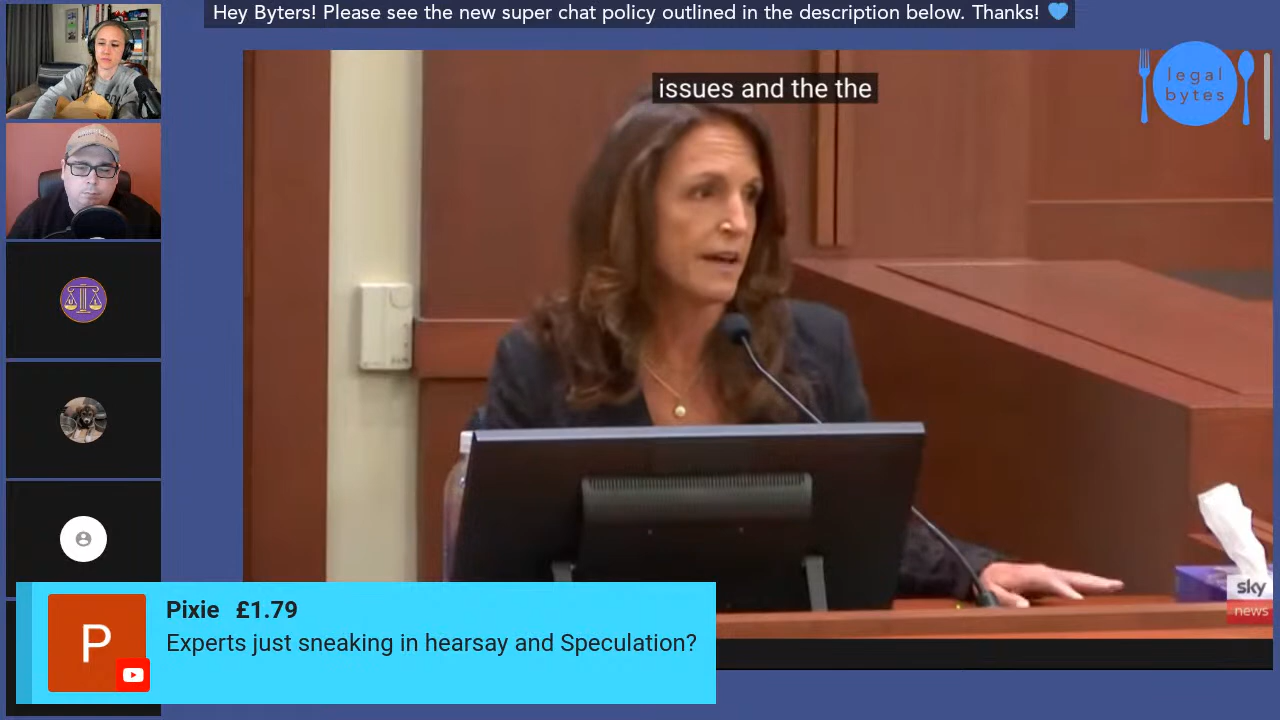 Hey Byters! Please see the new super chat policy outlined in the description below. Thanks! 💙
issues and the the
legal
bytes
sky
news
P
Pixie £1.79
Experts just sneaking in hearsay and Speculation?